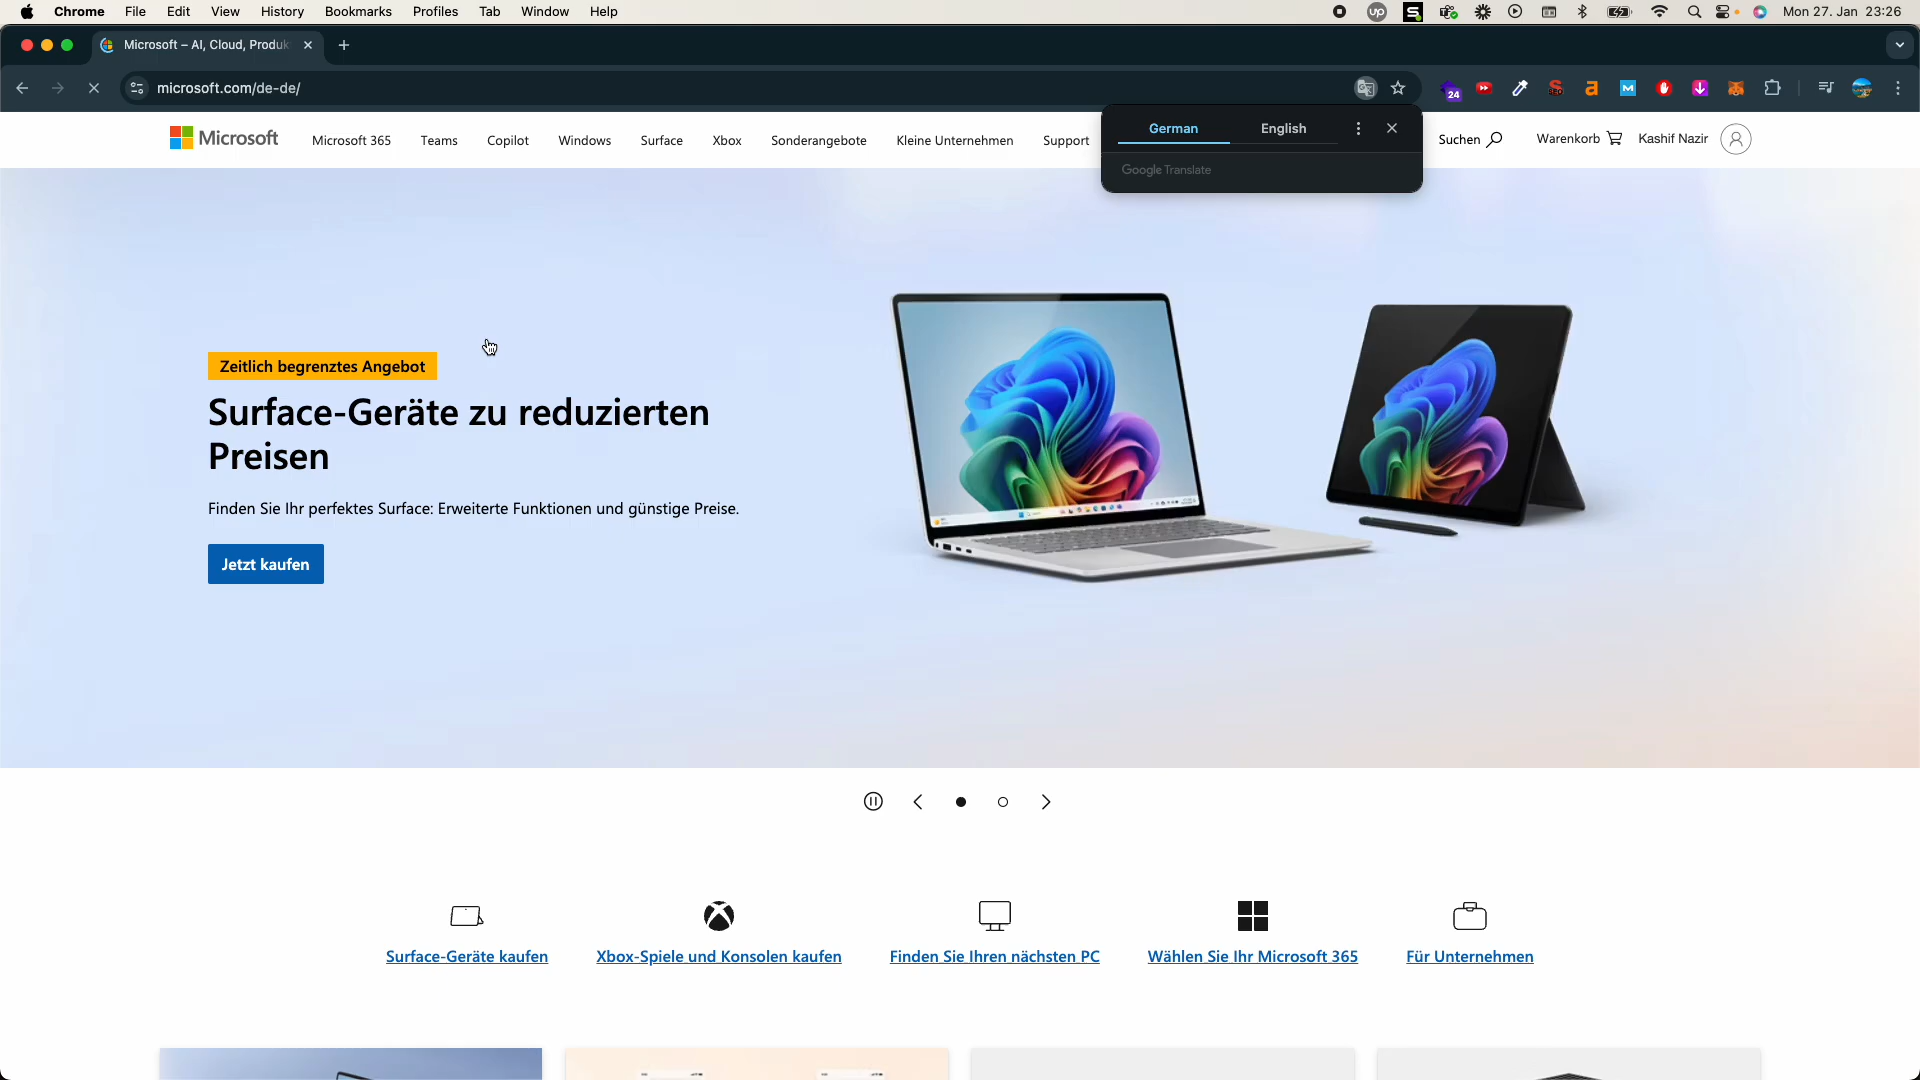 Chrome File Edit View History Bookmarks Profiles Tab Window Help
up S Mon 27. Jan 23:26
Microsoft – AI, Cloud, Produk
microsoft.com/de-de/
24
SEO a M
Microsoft Microsoft 365 Teams Copilot Windows Surface Xbox Sonderangebote Kleine Unternehmen Support
German English
Google Translate
Suchen Warenkorb Kashif Nazir
Zeitlich begrenztes Angebot
Surface-Geräte zu reduzierten
Preisen
Finden Sie Ihr perfektes Surface: Erweiterte Funktionen und günstige Preise.
Jetzt kaufen
Surface-Geräte kaufen
Xbox-Spiele und Konsolen kaufen
Finden Sie Ihren nächsten PC
Wählen Sie Ihr Microsoft 365
Für Unternehmen